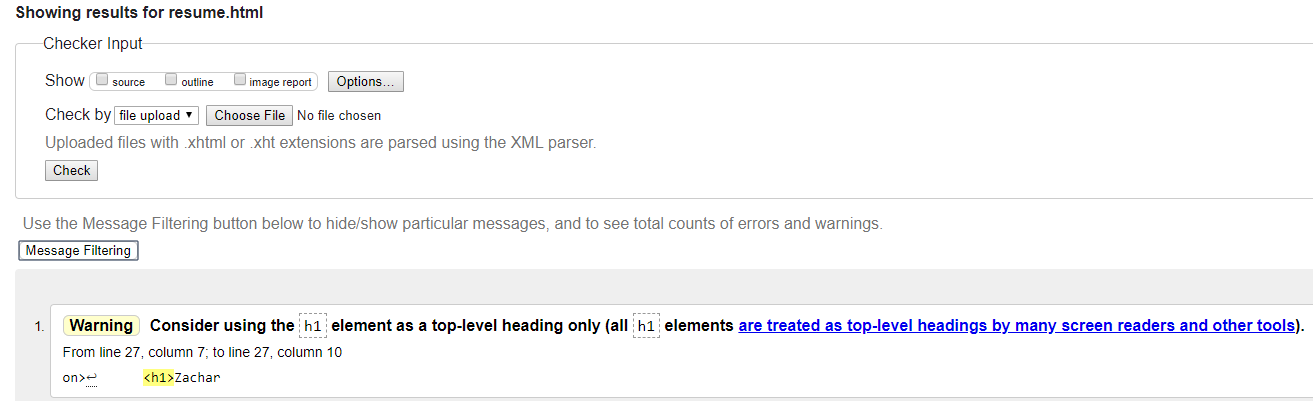 Showing results for resume.html
Checker Input
Show source outline image report Options...
Check by file upload ▼ Choose File No file chosen
Uploaded files with .xhtml or .xht extensions are parsed using the XML parser.
Check
Use the Message Filtering button below to hide/show particular messages, and to see total counts of errors and warnings.
Message Filtering
1. Warning Consider using the h1 element as a top-level heading only (all h1 elements are treated as top-level headings by many screen readers and other tools).
From line 27, column 7; to line 27, column 10
on>↩ <h1>Zachar